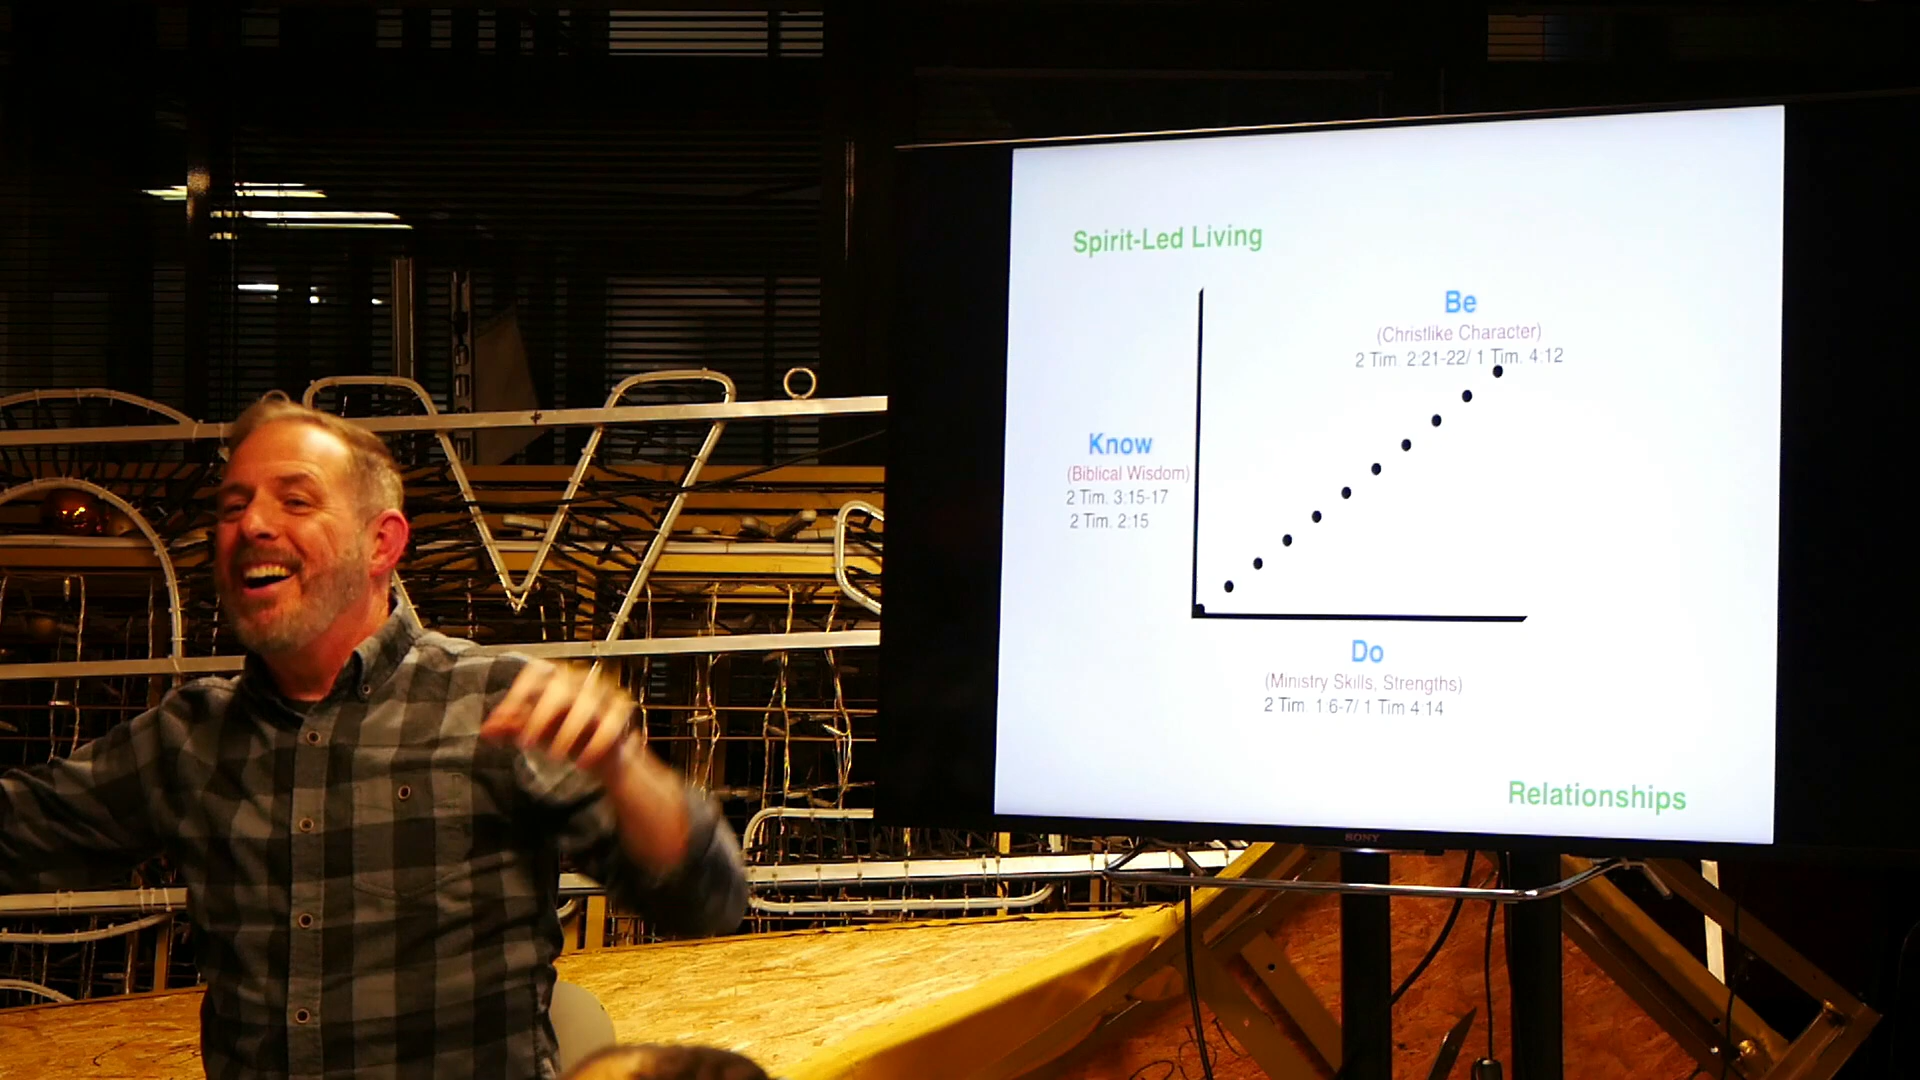 Spirit-Led Living
Be
(Christlike Character)
2 Tim 2:21-22/ 1 Tim. 4:12
Know
(Biblical Wisdom)
2 Tim. 3:15-17
2 Tim. 2:15
Do
(Ministry Skills, Strengths)
2 Tim 1:6-7/ 1 Tim 4:14
Relationships
SONY